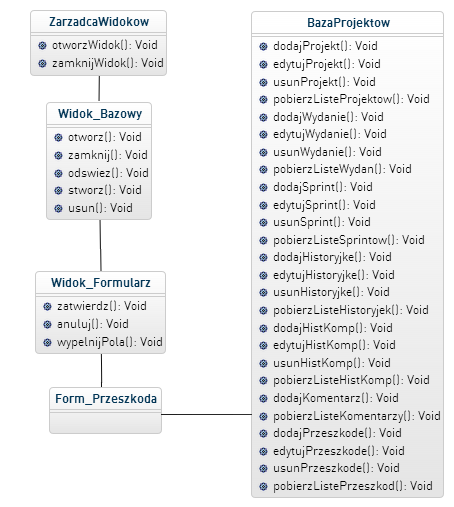 ZarzadcaWidokow
otworzWidok(): Void
zamknijWidok(): Void
Widok_Bazowy
otworz(): Void
zamknij(): Void
odswiez(): Void
stworz(): Void
usun(): Void
Widok_Formularz
zatwierdz(): Void
anuluj(): Void
wypelnijPola(): Void
Form_Przeszkoda
BazaProjektow
dodajProjekt(): Void
edytujProjekt(): Void
usunProjekt(): Void
pobierzListeProjektow(): Void
dodajWydanie(): Void
edytujWydanie(): Void
usunWydanie(): Void
pobierzListeWydan(): Void
dodajSprint(): Void
edytujSprint(): Void
usunSprint(): Void
pobierzListeSprintow(): Void
dodajHistoryjke(): Void
edytujHistoryjke(): Void
usunHistoryjke(): Void
pobierzListeHistoryjek(): Void
dodajHistKomp(): Void
edytujHistKomp(): Void
usunHistKomp(): Void
pobierzListeHistKomp(): Void
dodajKomentarz(): Void
pobierzListeKomentarzy(): Void
dodajPrzeszkode(): Void
edytujPrzeszkode(): Void
usunPrzeszkode(): Void
pobierzListePrzeszkod(): Void